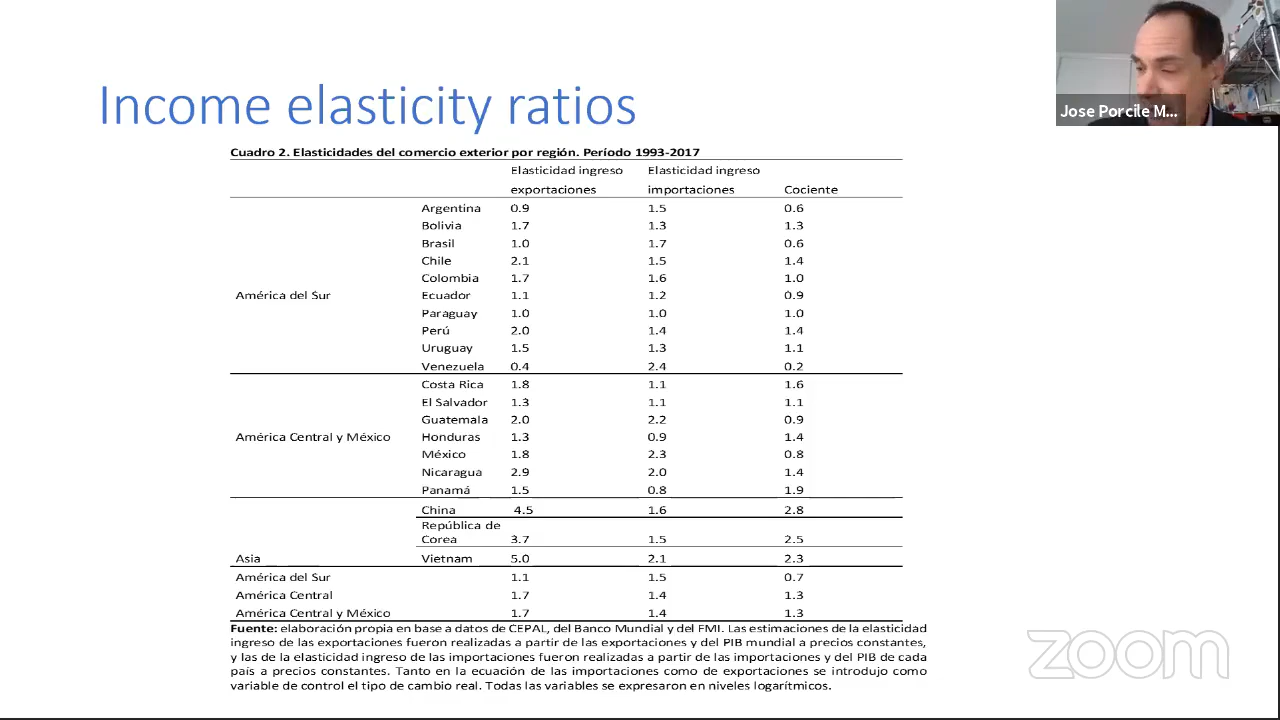 Income elasticity ratios
Jose Porcile M...
Cuadro 2. Elasticidades del comercio exterior por región. Período 1993-2017
Elasticidad ingreso exportaciones Elasticidad ingreso importaciones Cociente
Argentina 0.9 1.5 0.6
Bolivia 1.7 1.3 1.3
Brasil 1.0 1.7 0.6
Chile 2.1 1.5 1.4
Colombia 1.7 1.6 1.0
América del Sur Ecuador 1.1 1.2 0.9
Paraguay 1.0 1.0 1.0
Perú 2.0 1.4 1.4
Uruguay 1.5 1.3 1.1
Venezuela 0.4 2.4 0.2
Costa Rica 1.8 1.1 1.6
El Salvador 1.3 1.1 1.1
Guatemala 2.0 2.2 0.9
América Central y México Honduras 1.3 0.9 1.4
México 1.8 2.3 0.8
Nicaragua 2.9 2.0 1.4
Panamá 1.5 0.8 1.9
China 4.5 1.6 2.8
República de
Corea 3.7 1.5 2.5
Asia Vietnam 5.0 2.1 2.3
América del Sur 1.1 1.5 0.7
América Central 1.7 1.4 1.3
América Central y México 1.7 1.4 1.3
Fuente: elaboración propia en base a datos de CEPAL, del Banco Mundial y del FMI. Las estimaciones de la elasticidad
ingreso de las exportaciones fueron realizadas a partir de las exportaciones y del PIB mundial a precios constantes,
y las de la elasticidad ingreso de las importaciones fueron realizadas a partir de las importaciones y del PIB de cada
país a precios constantes. Tanto en la ecuación de las importaciones como de exportaciones se introdujo como
variable de control el tipo de cambio real. Todas las variables se expresaron en niveles logarítmicos.
zoom